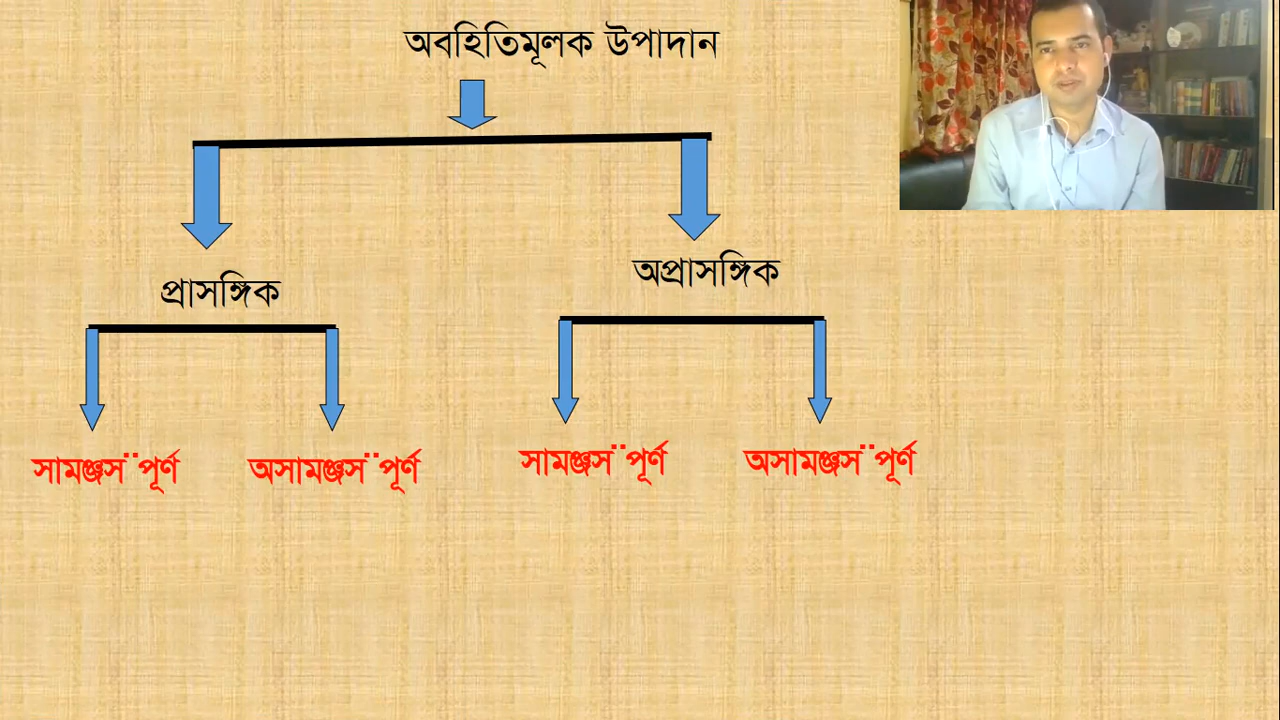 অবহিতিমূলক উপাদান
প্রাসঙ্গিক
অপ্রাসঙ্গিক
সামঞ্জস¨পূর্ণ
অসামঞ্জস¨পূর্ণ
সামঞ্জস¨পূর্ণ
অসামঞ্জস¨পূর্ণ